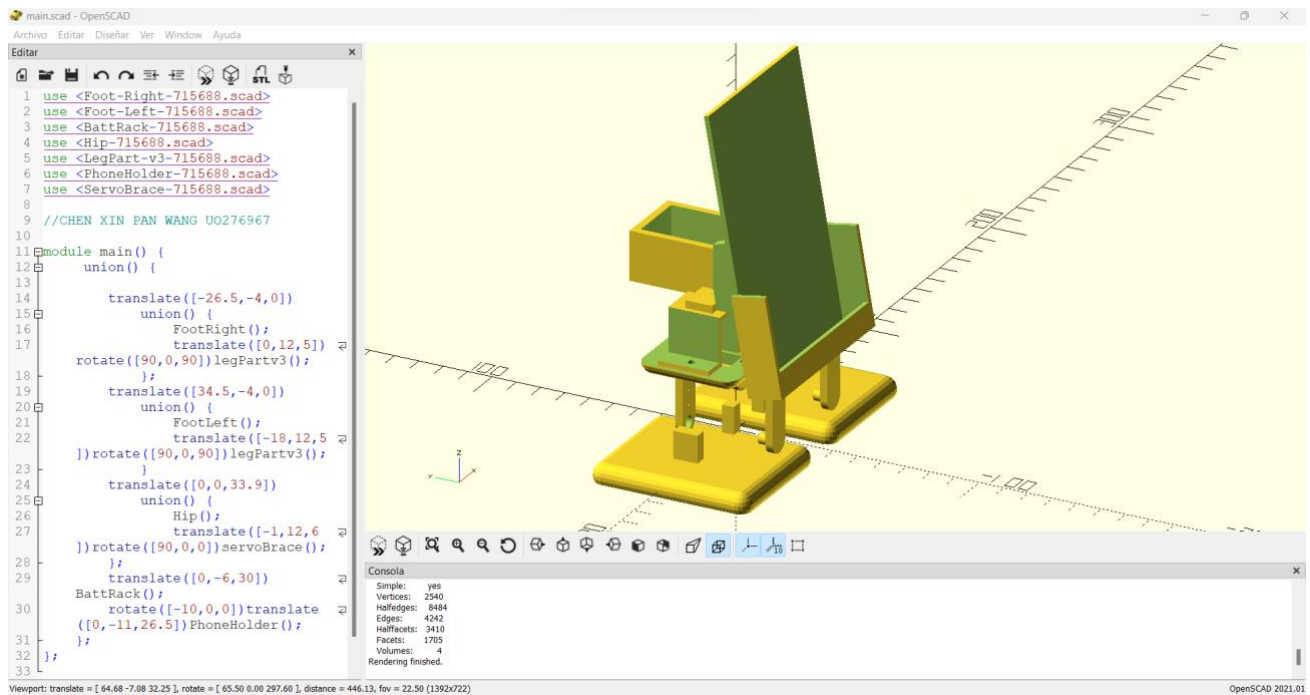 main.scad - OpenSCAD
Archivo Editar Diseñar Ver Window Ayuda
Editar
STL
1 use <Foot-Right-715688.scad>
2 use <Foot-Left-715688.scad>
3 use <BattRack-715688.scad>
4 use <Hip-715688.scad>
5 use <LegPart-v3-715688.scad>
6 use <PhoneHolder-715688.scad>
7 use <ServoBrace-715688.scad>
8
9 //CHEN XIN PAN WANG UO276967
10
11 module main() {
12 union() {
13
14 translate([-26.5,-4,0])
15 union() {
16 FootRight();
17 translate([0,12,5])
rotate([90,0,90])legPartv3();
18 };
19 translate([34.5,-4,0])
20 union() {
21 FootLeft();
22 translate([-18,12,5
])rotate([90,0,90])legPartv3();
23 }
24 translate([0,0,33.9])
25 union() {
26 Hip();
27 translate([-1,12,6
])rotate([90,0,0])servoBrace();
28 };
29 translate([0,-6,30])
BattRack();
30 rotate([-10,0,0])translate
([0,-11,26.5])PhoneHolder();
31 };
32 };
33
100
200
300
-100
z
y
x
10
Consola
Simple: yes
Vertices: 2540
Halfedges: 8484
Edges: 4242
Halffacets: 3410
Facets: 1705
Volumes: 4
Rendering finished.
Viewport: translate = [ 64.68 -7.08 32.25 ], rotate = [ 65.50 0.00 297.60 ], distance = 446.13, fov = 22.50 (1392x722)
OpenSCAD 2021.01